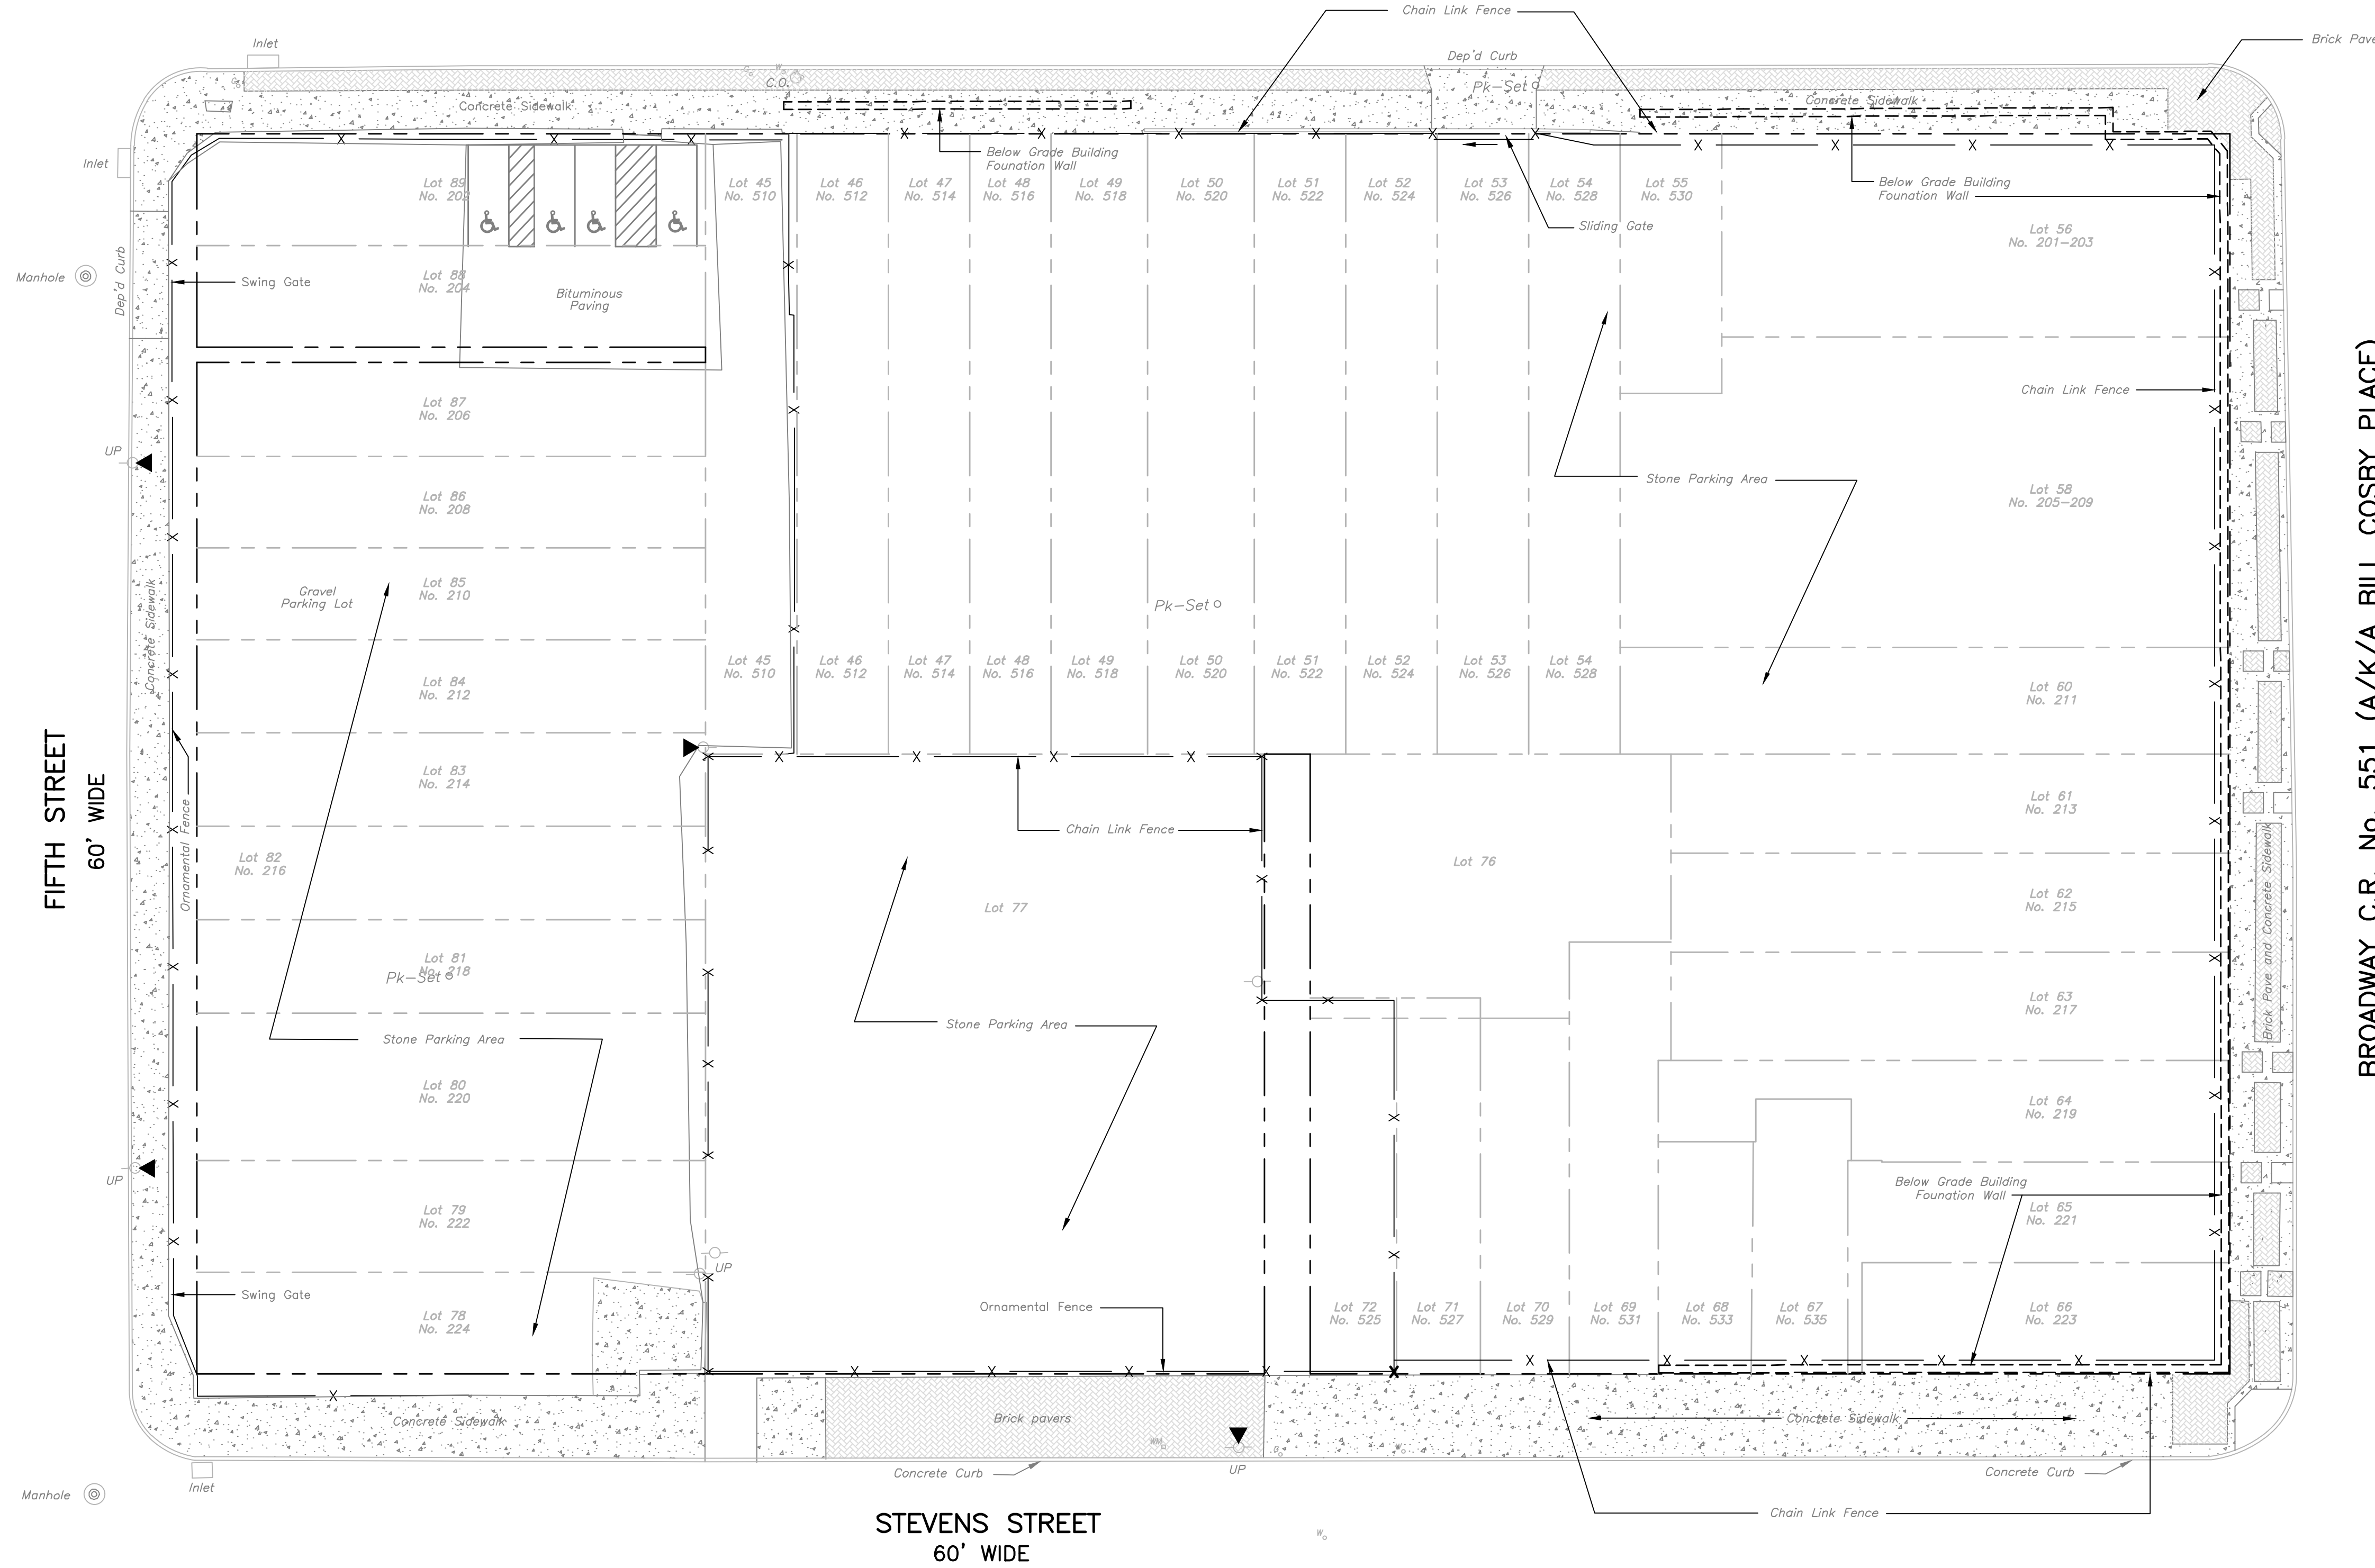 Chain Link Fence
Brick Pave
Inlet
Dep'd Curb
C.O.
Pk-Set
Concrete Sidewalk
Concrete Sidewalk
Inlet
Below Grade Building
Founation Wall
Below Grade Building
Founation Wall
Lot 89
No. 202
Lot 45
No. 510
Lot 46
No. 512
Lot 47
No. 514
Lot 48
No. 516
Lot 49
No. 518
Lot 50
No. 520
Lot 51
No. 522
Lot 52
No. 524
Lot 53
No. 526
Lot 54
No. 528
Lot 55
No. 530
Sliding Gate
Lot 56
No. 201-203
Manhole
Dep'd Curb
Swing Gate
Lot 88
No. 204
Bituminous
Paving
Chain Link Fence
Lot 87
No. 206
UP
Stone Parking Area
Lot 58
No. 205-209
Lot 86
No. 208
Gravel
Parking Lot
Lot 85
No. 210
Pk-Set
Concrete Sidewalk
Lot 84
No. 212
Lot 45
No. 510
Lot 46
No. 512
Lot 47
No. 514
Lot 48
No. 516
Lot 49
No. 518
Lot 50
No. 520
Lot 51
No. 522
Lot 52
No. 524
Lot 53
No. 526
Lot 54
No. 528
Lot 60
No. 211
FIFTH STREET
60' WIDE
BROADWAY C.R. No. 551 (A/K/A BILL COSBY PLACE)
Lot 83
No. 214
Lot 61
No. 213
Chain Link Fence
Ornamental Fence
Lot 82
No. 216
Lot 76
Lot 77
Lot 62
No. 215
Brick Pave and Concrete Sidewalk
Lot 81
No. 218
Pk-Set
Lot 63
No. 217
Stone Parking Area
Stone Parking Area
Lot 80
No. 220
Lot 64
No. 219
UP
Below Grade Building
Founation Wall
Lot 79
No. 222
Lot 65
No. 221
UP
Swing Gate
Ornamental Fence
Lot 78
No. 224
Lot 72
No. 525
Lot 71
No. 527
Lot 70
No. 529
Lot 69
No. 531
Lot 68
No. 533
Lot 67
No. 535
Lot 66
No. 223
Concrete Sidewalk
Brick pavers
Concrete Sidewalk
WM
G
W
Inlet
Concrete Curb
UP
Concrete Curb
Manhole
Chain Link Fence
STEVENS STREET
60' WIDE
W